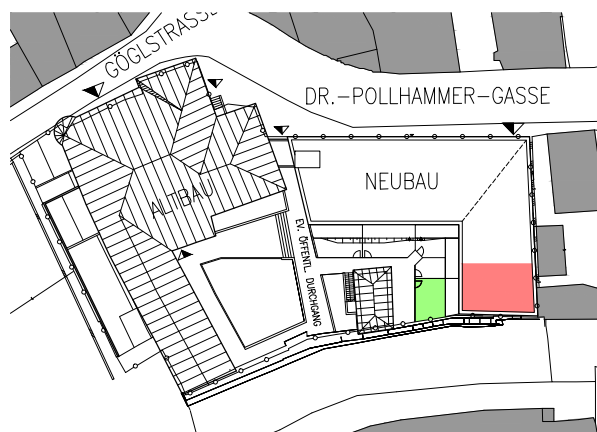 GÖGLSTRASSE
DR.-POLLHAMMER-GASSE
ALTBAU
NEUBAU
EV. ÖFFENTL. DURCHGANG